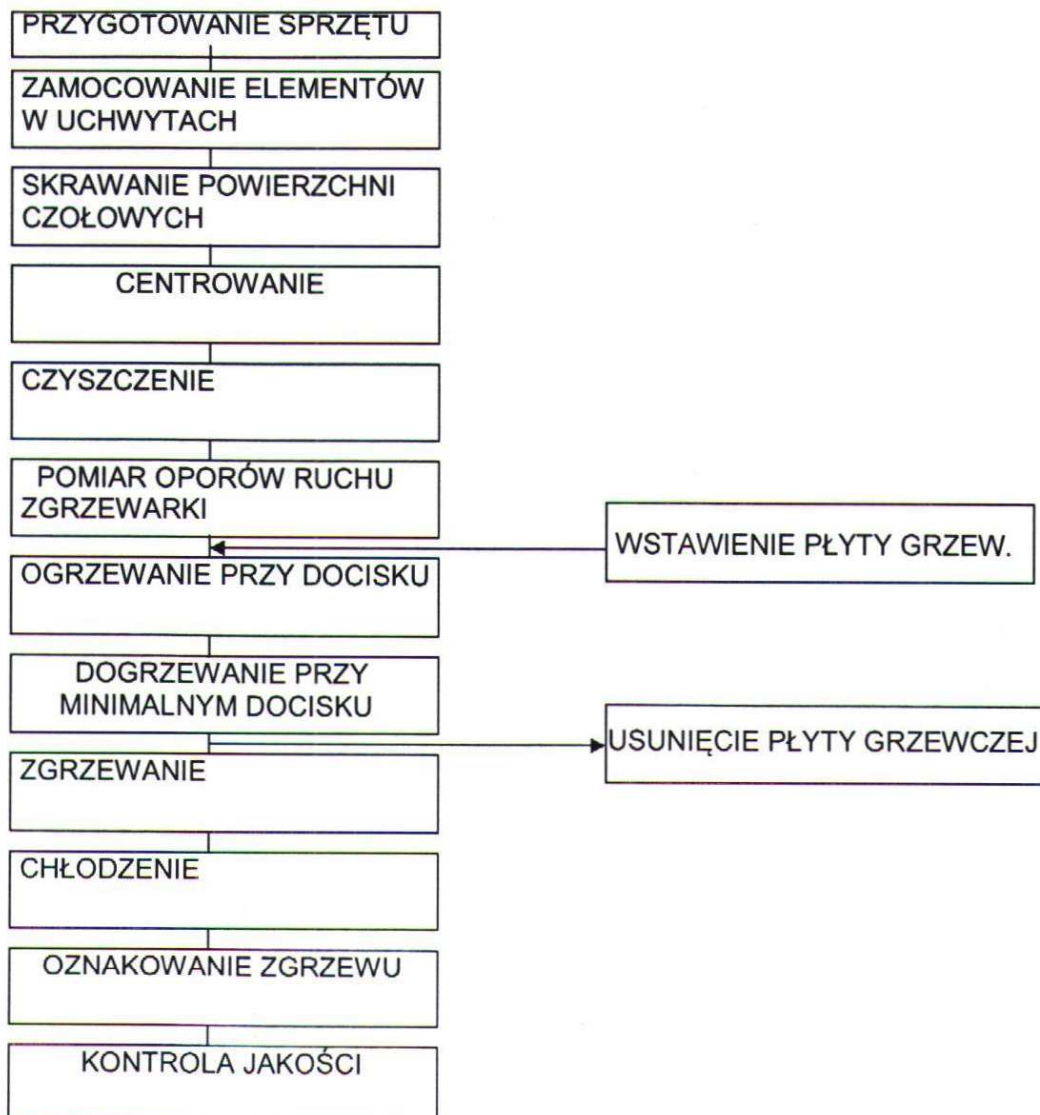 PRZYGOTOWANIE SPRZĘTU
ZAMOCOWANIE ELEMENTÓW
W UCHWYTACH
SKRAWANIE POWIERZCHNI
CZOŁOWYCH
CENTROWANIE
CZYSZCZENIE
POMIAR OPORÓW RUCHU
ZGRZEWARKI
WSTAWIENIE PŁYTY GRZEW.
OGRZEWANIE PRZY DOCISKU
DOGRZEWANIE PRZY
MINIMALNYM DOCISKU
USUNIĘCIE PŁYTY GRZEWCZEJ
ZGRZEWANIE
CHŁODZENIE
OZNAKOWANIE ZGRZEWU
KONTROLA JAKOŚCI